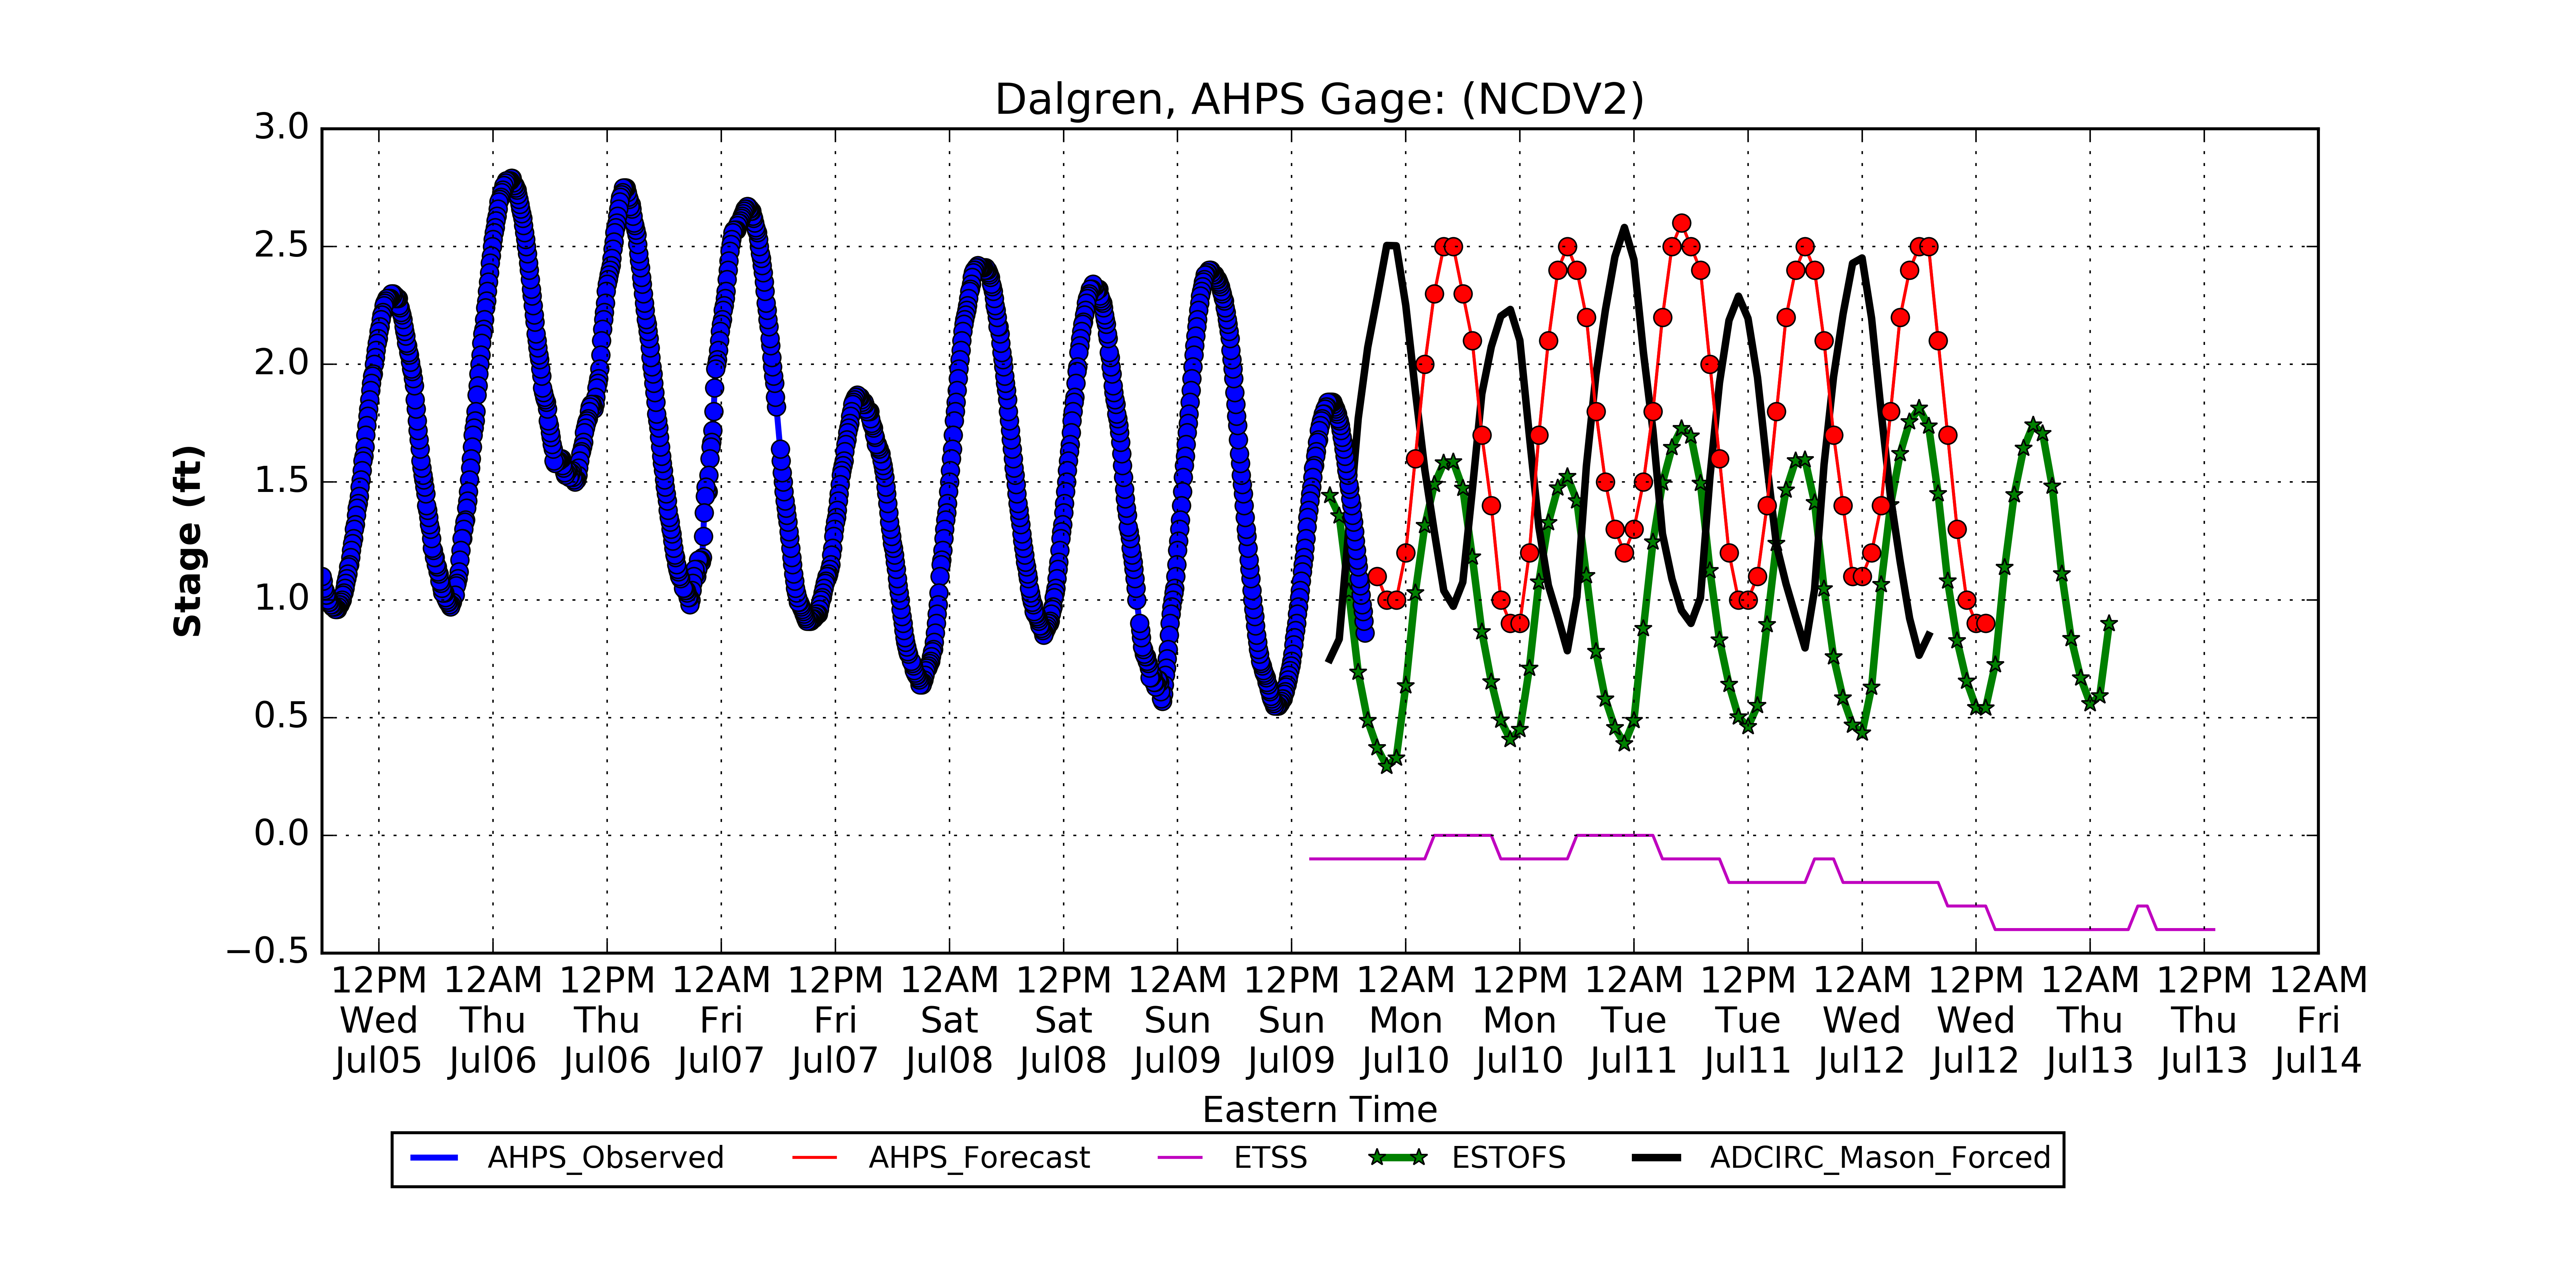 Dalgren, AHPS Gage: (NCDV2)
3.0
2.5
2.0
1.5
1.0
0.5
0.0
−0.5
Stage (ft)
12PM 12AM 12PM 12AM 12PM 12AM 12PM 12AM 12PM 12AM 12PM 12AM 12PM 12AM 12PM 12AM 12PM 12AM
Wed Thu Thu Fri Fri Sat Sat Sun Sun Mon Mon Tue Tue Wed Wed Thu Thu Fri
Jul05 Jul06 Jul06 Jul07 Jul07 Jul08 Jul08 Jul09 Jul09 Jul10 Jul10 Jul11 Jul11 Jul12 Jul12 Jul13 Jul13 Jul14
Eastern Time
AHPS_Observed AHPS_Forecast ETSS ESTOFS ADCIRC_Mason_Forced